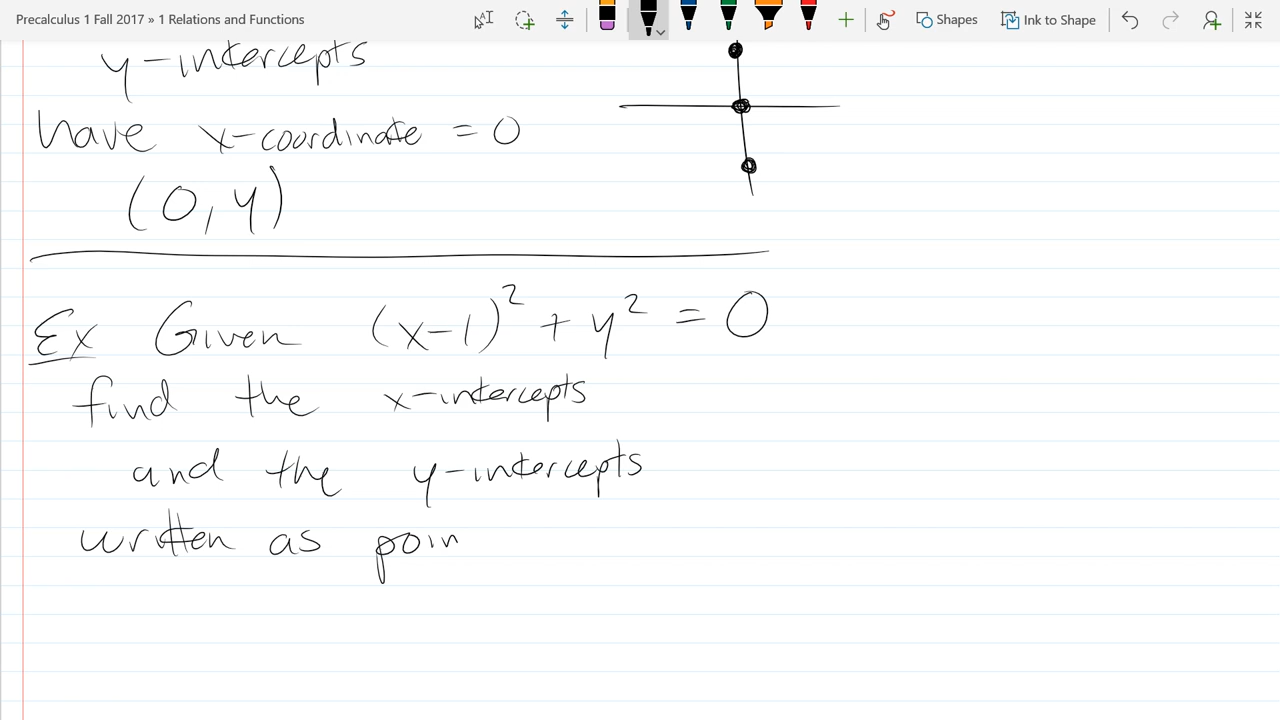 Precalculus 1 Fall 2017 » 1 Relations and Functions
Shapes
Ink to Shape
y-intercepts
have x-coordinate = 0
(0, y)
Ex Given (x-1)² + y² = 0
find the x-intercepts
and the y-intercepts
written as poin